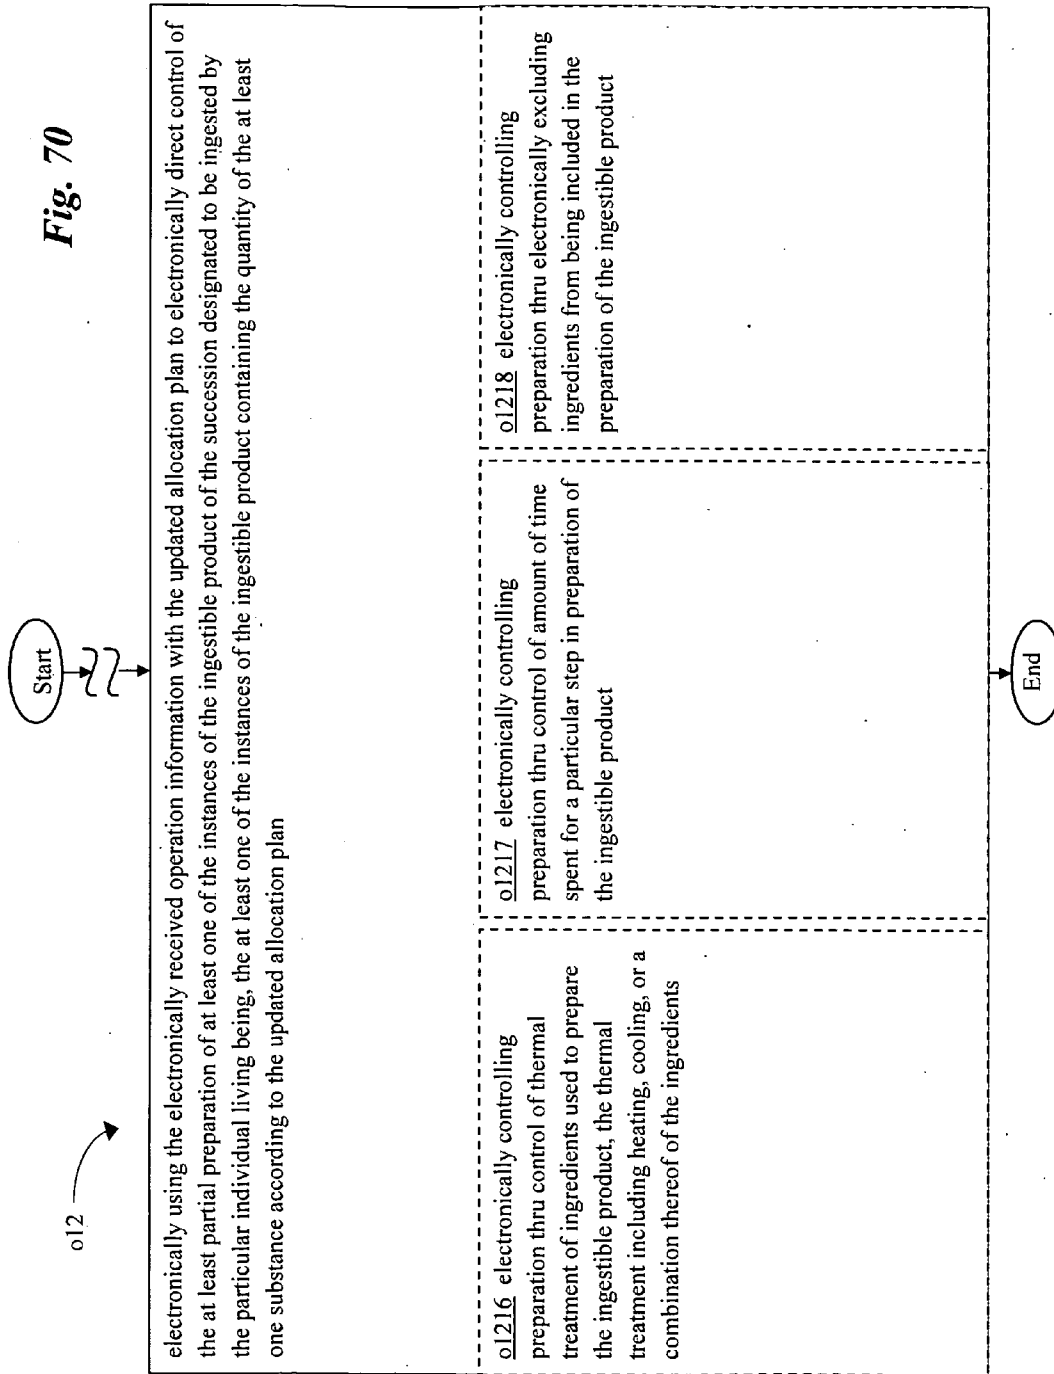 Fig. 70
Start
o12
electronically using the electronically received operation information with the updated allocation plan to electronically direct control of
the at least partial preparation of at least one of the instances of the ingestible product of the succession designated to be ingested by
the particular individual living being, the at least one of the instances of the ingestible product containing the quantity of the at least
one substance according to the updated allocation plan
o1216 electronically controlling
preparation thru control of thermal
treatment of ingredients used to prepare
the ingestible product, the thermal
treatment including heating, cooling, or a
combination thereof of the ingredients
o1217 electronically controlling
preparation thru control of amount of time
spent for a particular step in preparation of
the ingestible product
o1218 electronically controlling
preparation thru electronically excluding
ingredients from being included in the
preparation of the ingestible product
End